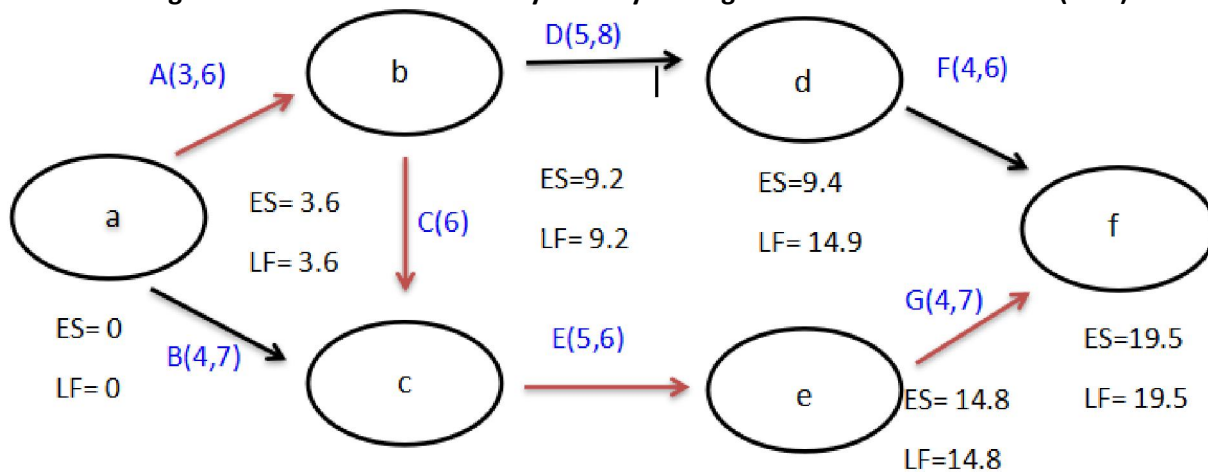 D(5,8)
A(3,6)
b
d
F(4,6)
ES= 3.6
LF= 3.6
C(6)
ES=9.2
LF= 9.2
ES=9.4
LF= 14.9
a
f
ES= 0
LF= 0
B(4,7)
c
E(5,6)
e
G(4,7)
ES= 14.8
LF=14.8
ES=19.5
LF= 19.5